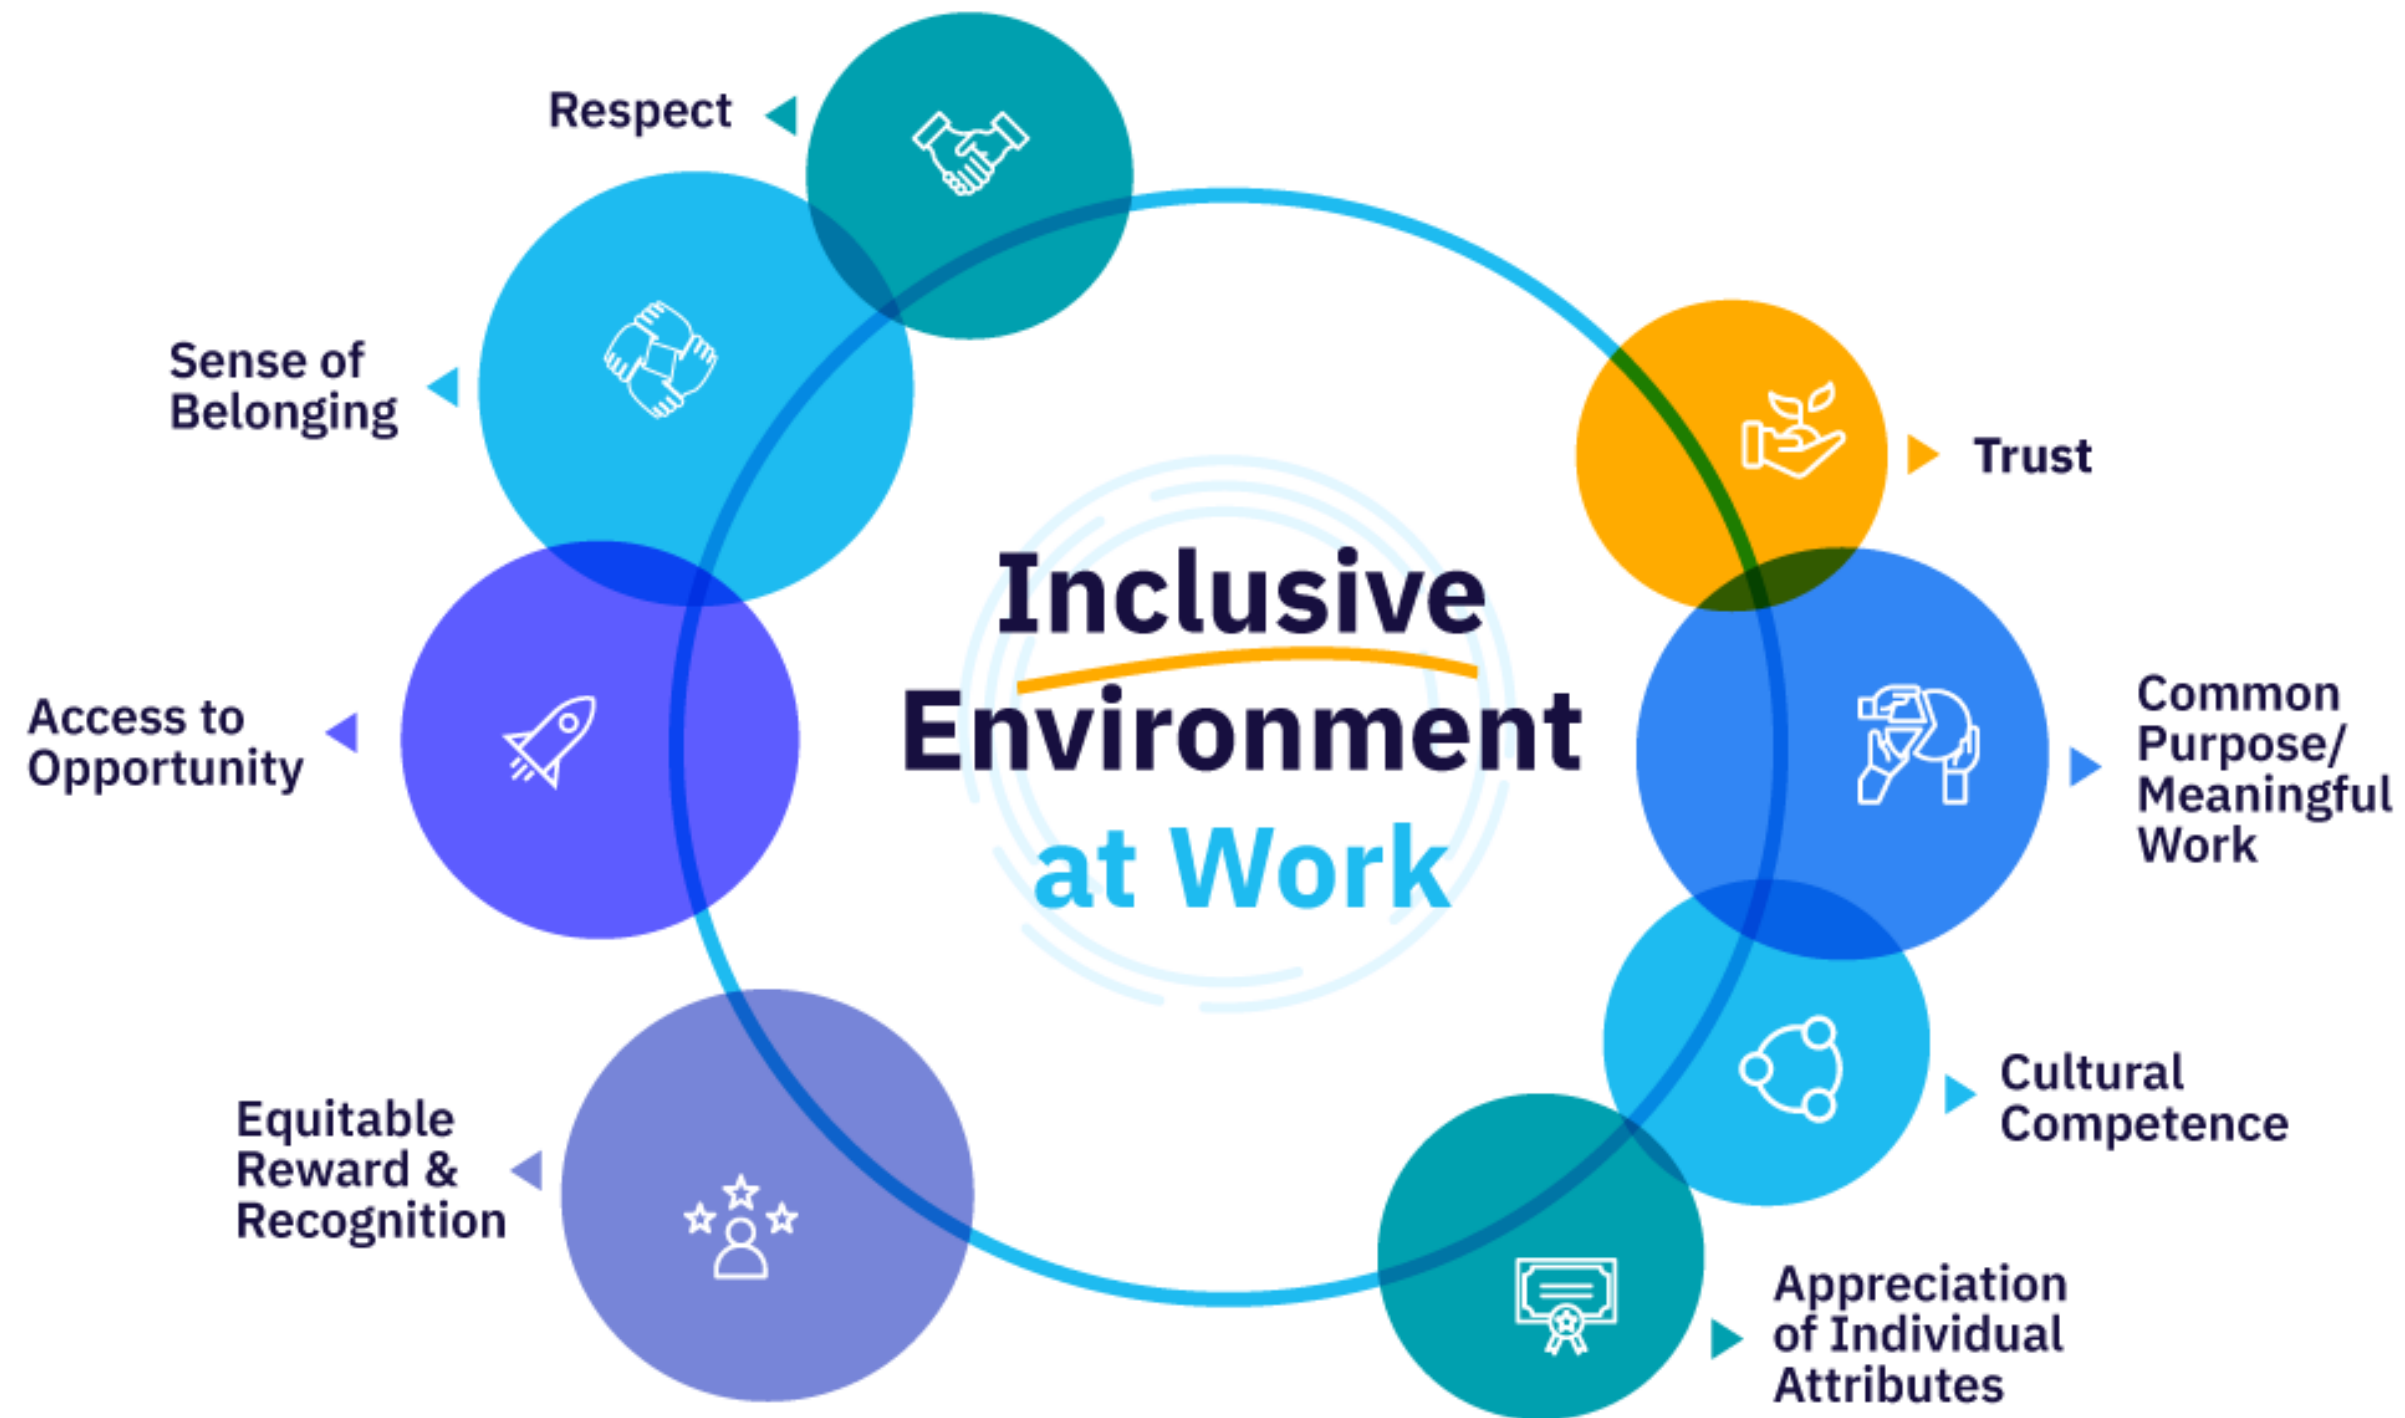 Respect
Sense of
Belonging
Access to
Opportunity
Equitable
Reward &
Recognition
Inclusive
Environment
at Work
Trust
Common
Purpose/
Meaningful
Work
Cultural
Competence
Appreciation
of Individual
Attributes